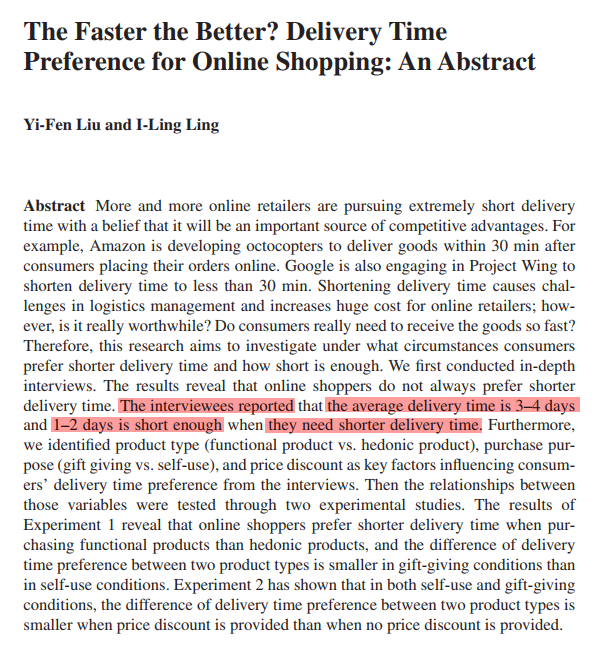 The Faster the Better? Delivery Time
Preference for Online Shopping: An Abstract
Yi-Fen Liu and I-Ling Ling
Abstract More and more online retailers are pursuing extremely short delivery
time with a belief that it will be an important source of competitive advantages. For
example, Amazon is developing octocopters to deliver goods within 30 min after
consumers placing their orders online. Google is also engaging in Project Wing to
shorten delivery time to less than 30 min. Shortening delivery time causes chal-
lenges in logistics management and increases huge cost for online retailers; how-
ever, is it really worthwhile? Do consumers really need to receive the goods so fast?
Therefore, this research aims to investigate under what circumstances consumers
prefer shorter delivery time and how short is enough. We first conducted in-depth
interviews. The results reveal that online shoppers do not always prefer shorter
delivery time. The interviewees reported that the average delivery time is 3–4 days
and 1–2 days is short enough when they need shorter delivery time. Furthermore,
we identified product type (functional product vs. hedonic product), purchase pur-
pose (gift giving vs. self-use), and price discount as key factors influencing consum-
ers' delivery time preference from the interviews. Then the relationships between
those variables were tested through two experimental studies. The results of
Experiment 1 reveal that online shoppers prefer shorter delivery time when pur-
chasing functional products than hedonic products, and the difference of delivery
time preference between two product types is smaller in gift-giving conditions than
in self-use conditions. Experiment 2 has shown that in both self-use and gift-giving
conditions, the difference of delivery time preference between two product types is
smaller when price discount is provided than when no price discount is provided.